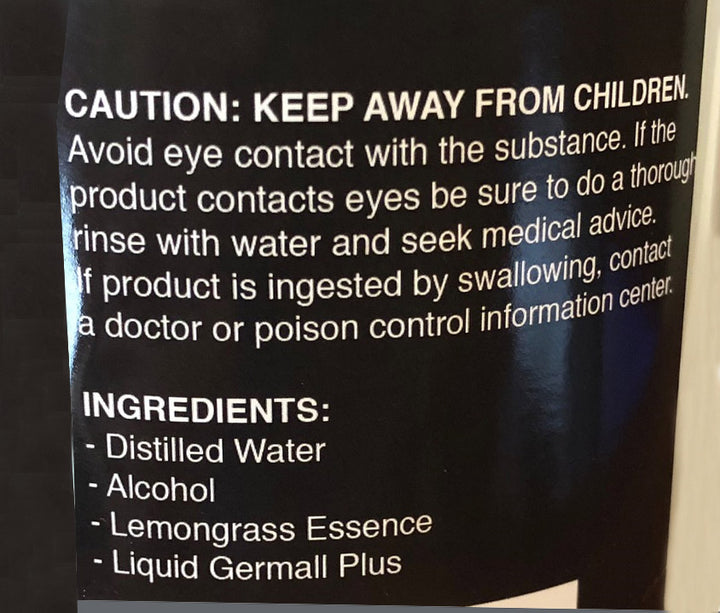 CAUTION: KEEP AWAY FROM CHILDREN.
Avoid eye contact with the substance. If the
product contacts eyes be sure to do a thorough
rinse with water and seek medical advice.
If product is ingested by swallowing, contact
a doctor or poison control information center.
INGREDIENTS:
- Distilled Water
- Alcohol
- Lemongrass Essence
- Liquid Germall Plus